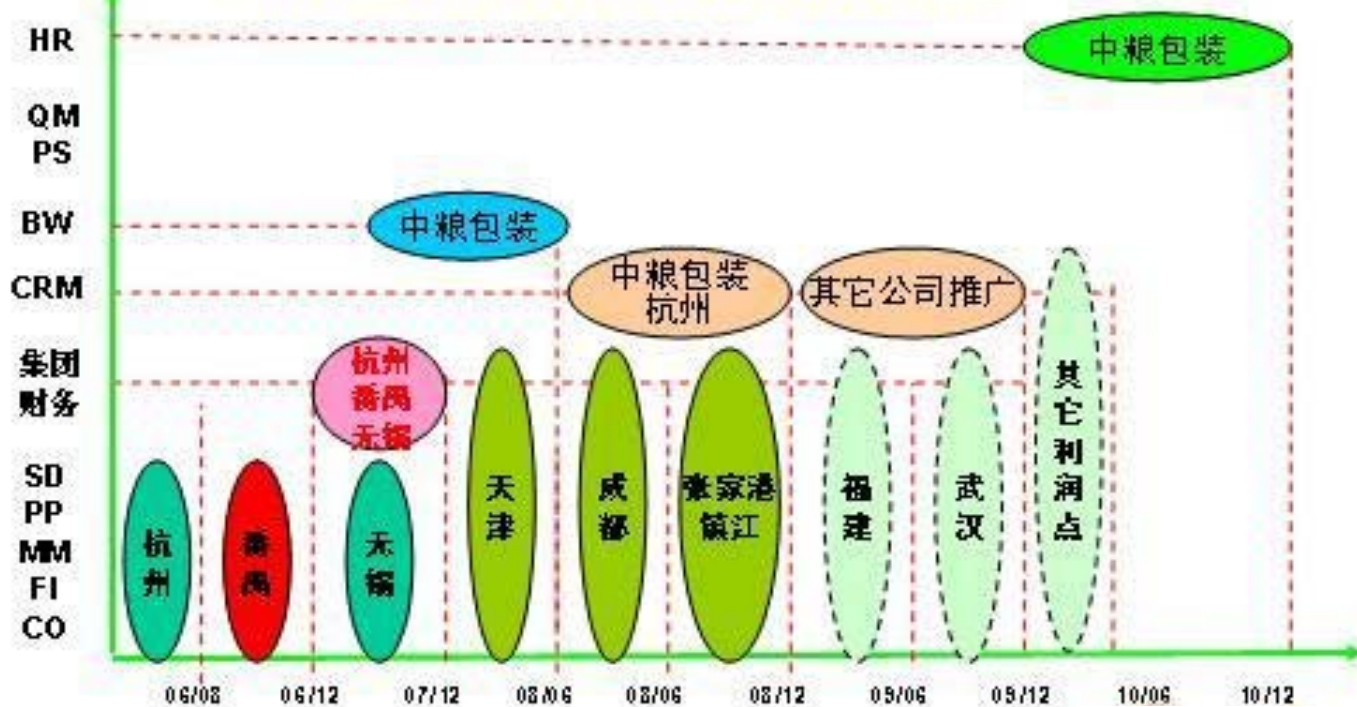 HR
中粮包装
QM
PS
BW
中粮包装
CRM
中粮包装
杭州
其它公司推广
集团
财务
杭州
番禺
无锡
其它利润点
SD
PP
MM
FI
CO
杭州
番禺
无锡
天津
成都
张家港
镇江
福建
武汉
06/08
06/12
07/12
08/06
08/06
08/12
09/06
09/12
10/06
10/12